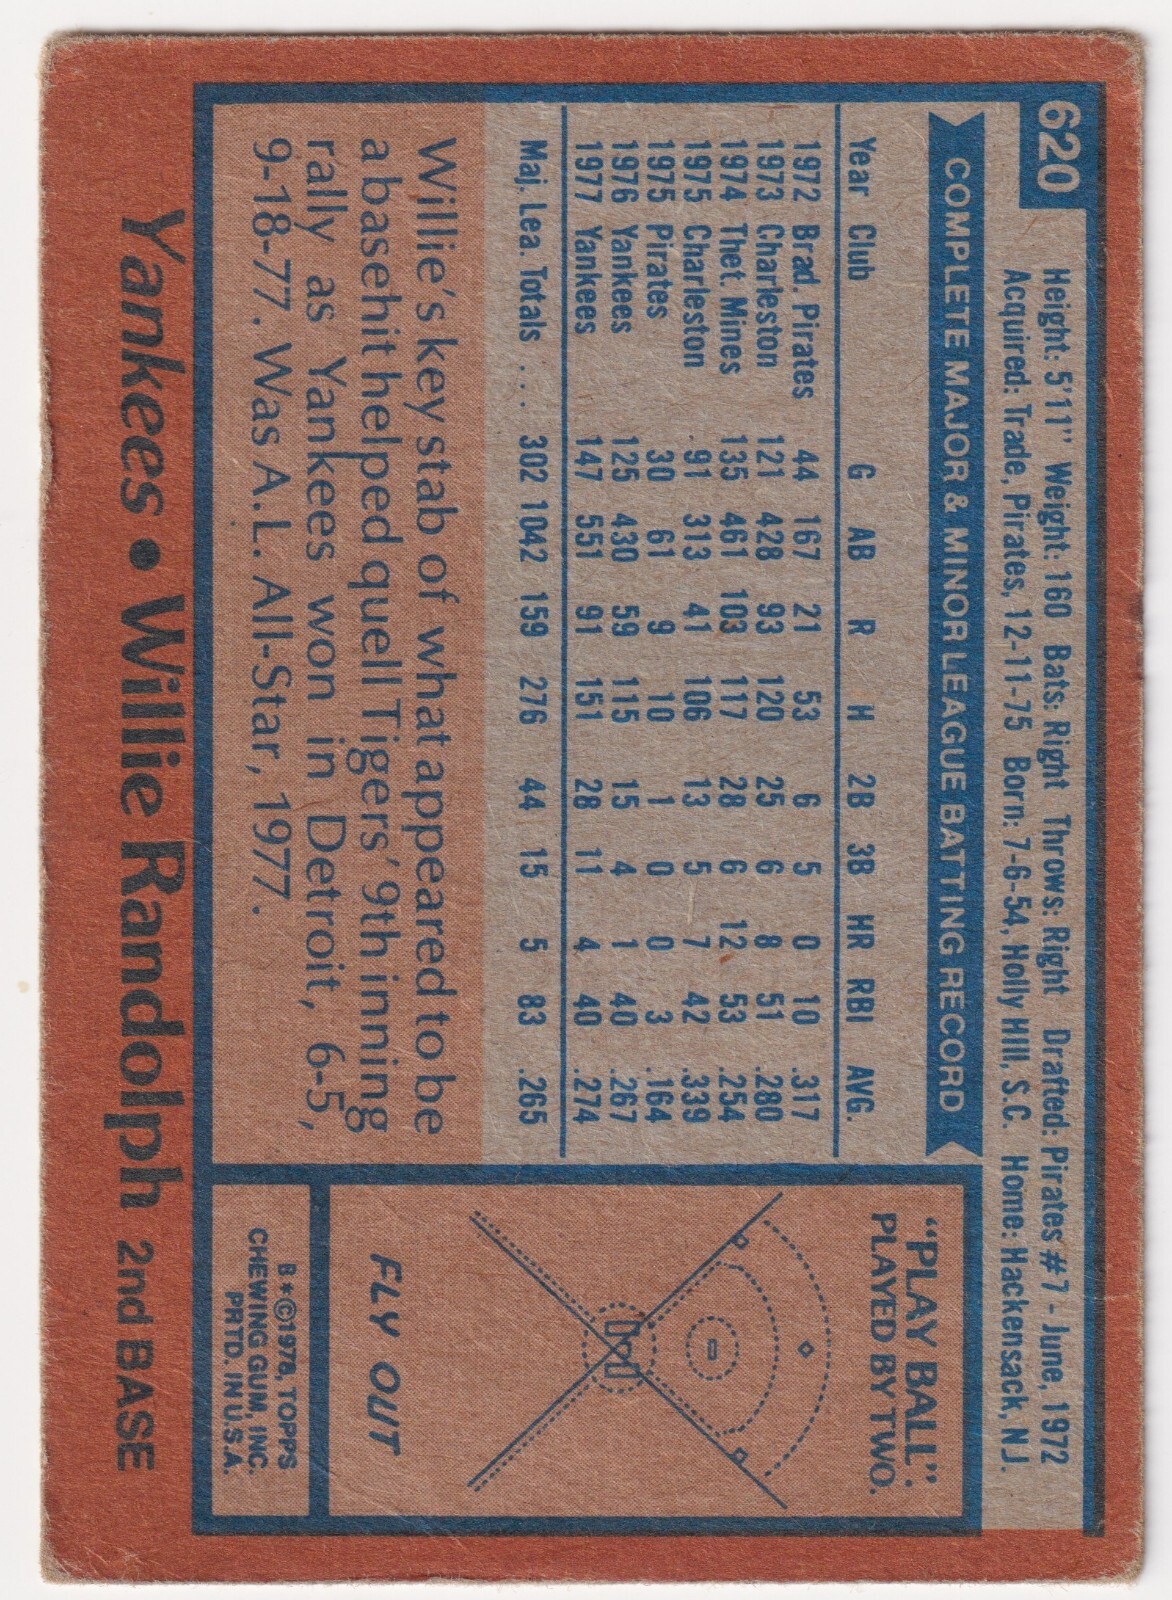 620
Height: 5'11" Weight: 160 Bats: Right Throws: Right Drafted: Pirates #7 - June, 1972
Acquired: Trade, Pirates, 12-11-75 Born: 7-6-54, Holly Hill, S.C. Home: Hackensack, N.J.
COMPLETE MAJOR & MINOR LEAGUE BATTING RECORD
Year Club G AB R H 2B 3B HR RBI AVG.
1972 Brad. Pirates 44 167 21 53 6 5 0 10 .317
1973 Charleston 121 428 93 120 25 6 8 51 .280
1974 Thet. Mines 135 461 103 117 28 6 12 53 .254
1975 Charleston 91 313 41 106 13 5 7 42 .339
1975 Pirates 30 61 9 10 1 0 0 3 .164
1976 Yankees 125 430 59 115 15 4 1 40 .267
1977 Yankees 147 551 91 151 28 11 4 40 .274
Maj. Lea. Totals ... 302 1042 159 276 44 15 5 83 .265
Willie's key stab of what appeared to be
a basehit helped quell Tigers' 9th inning
rally as Yankees won in Detroit, 6-5,
9-18-77. Was A.L. All-Star, 1977.
"PLAY BALL":
PLAYED BY TWO.
FLY OUT
B*©1978, TOPPS
CHEWING GUM, INC.
PRTD. IN U.S.A.
Yankees • Willie Randolph 2nd BASE